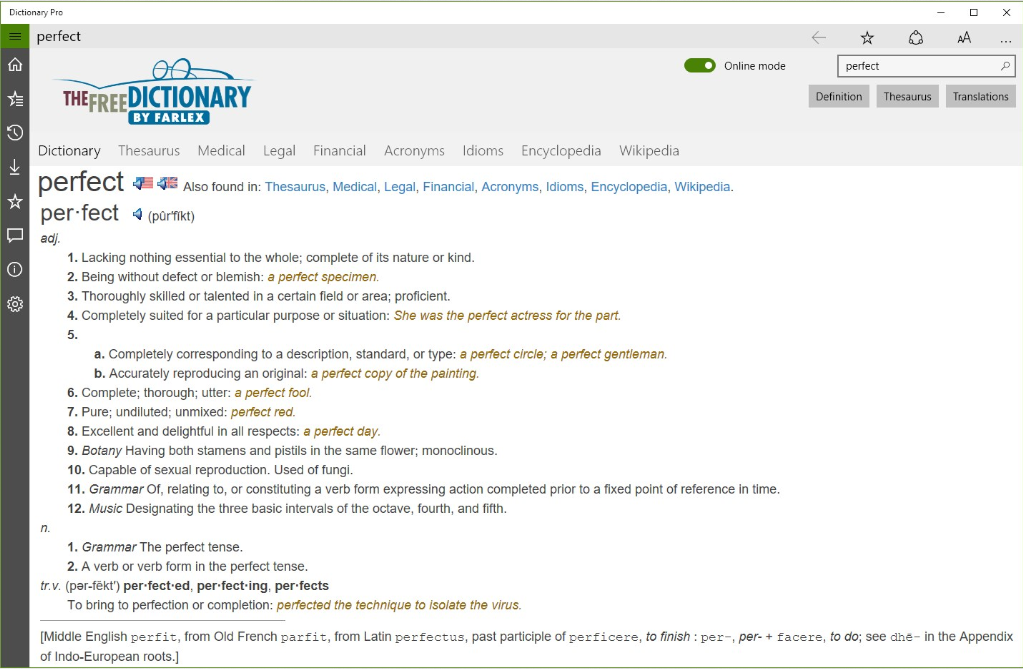 Dictionary Pro
perfect
THE FREE DICTIONARY
BY FARLEX
Online mode
perfect
Definition Thesaurus Translations
Dictionary Thesaurus Medical Legal Financial Acronyms Idioms Encyclopedia Wikipedia
perfect Also found in: Thesaurus, Medical, Legal, Financial, Acronyms, Idioms, Encyclopedia, Wikipedia.
per·fect (pûr′fĭkt)
adj.
1. Lacking nothing essential to the whole; complete of its nature or kind.
2. Being without defect or blemish: a perfect specimen.
3. Thoroughly skilled or talented in a certain field or area; proficient.
4. Completely suited for a particular purpose or situation: She was the perfect actress for the part.
5.
a. Completely corresponding to a description, standard, or type: a perfect circle; a perfect gentleman.
b. Accurately reproducing an original: a perfect copy of the painting.
6. Complete; thorough; utter: a perfect fool.
7. Pure; undiluted; unmixed: perfect red.
8. Excellent and delightful in all respects: a perfect day.
9. Botany Having both stamens and pistils in the same flower; monoclinous.
10. Capable of sexual reproduction. Used of fungi.
11. Grammar Of, relating to, or constituting a verb form expressing action completed prior to a fixed point of reference in time.
12. Music Designating the three basic intervals of the octave, fourth, and fifth.
n.
1. Grammar The perfect tense.
2. A verb or verb form in the perfect tense.
tr.v. (pər-fĕkt′) per·fect·ed, per·fect·ing, per·fects
To bring to perfection or completion: perfected the technique to isolate the virus.
[Middle English perfit, from Old French parfit, from Latin perfectus, past participle of perficere, to finish : per-, per- + facere, to do; see dhē- in the Appendix
of Indo-European roots.]